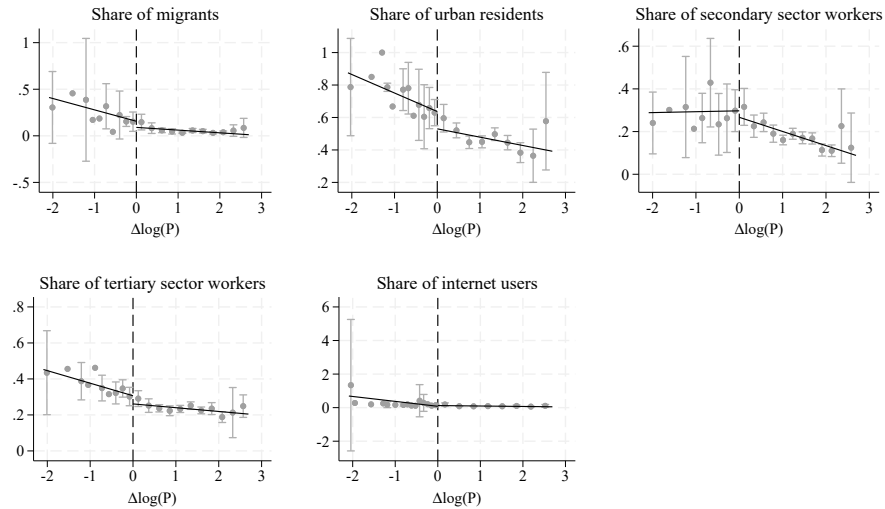 Share of migrants
1
.5
0
-.5
-2 -1 0 1 2 3
Δlog(P)
Share of urban residents
1
.8
.6
.4
.2
-2 -1 0 1 2 3
Δlog(P)
Share of secondary sector workers
.6
.4
.2
0
-2 -1 0 1 2 3
Δlog(P)
Share of tertiary sector workers
.8
.6
.4
.2
0
-2 -1 0 1 2 3
Δlog(P)
Share of internet users
6
4
2
0
-2
-2 -1 0 1 2 3
Δlog(P)